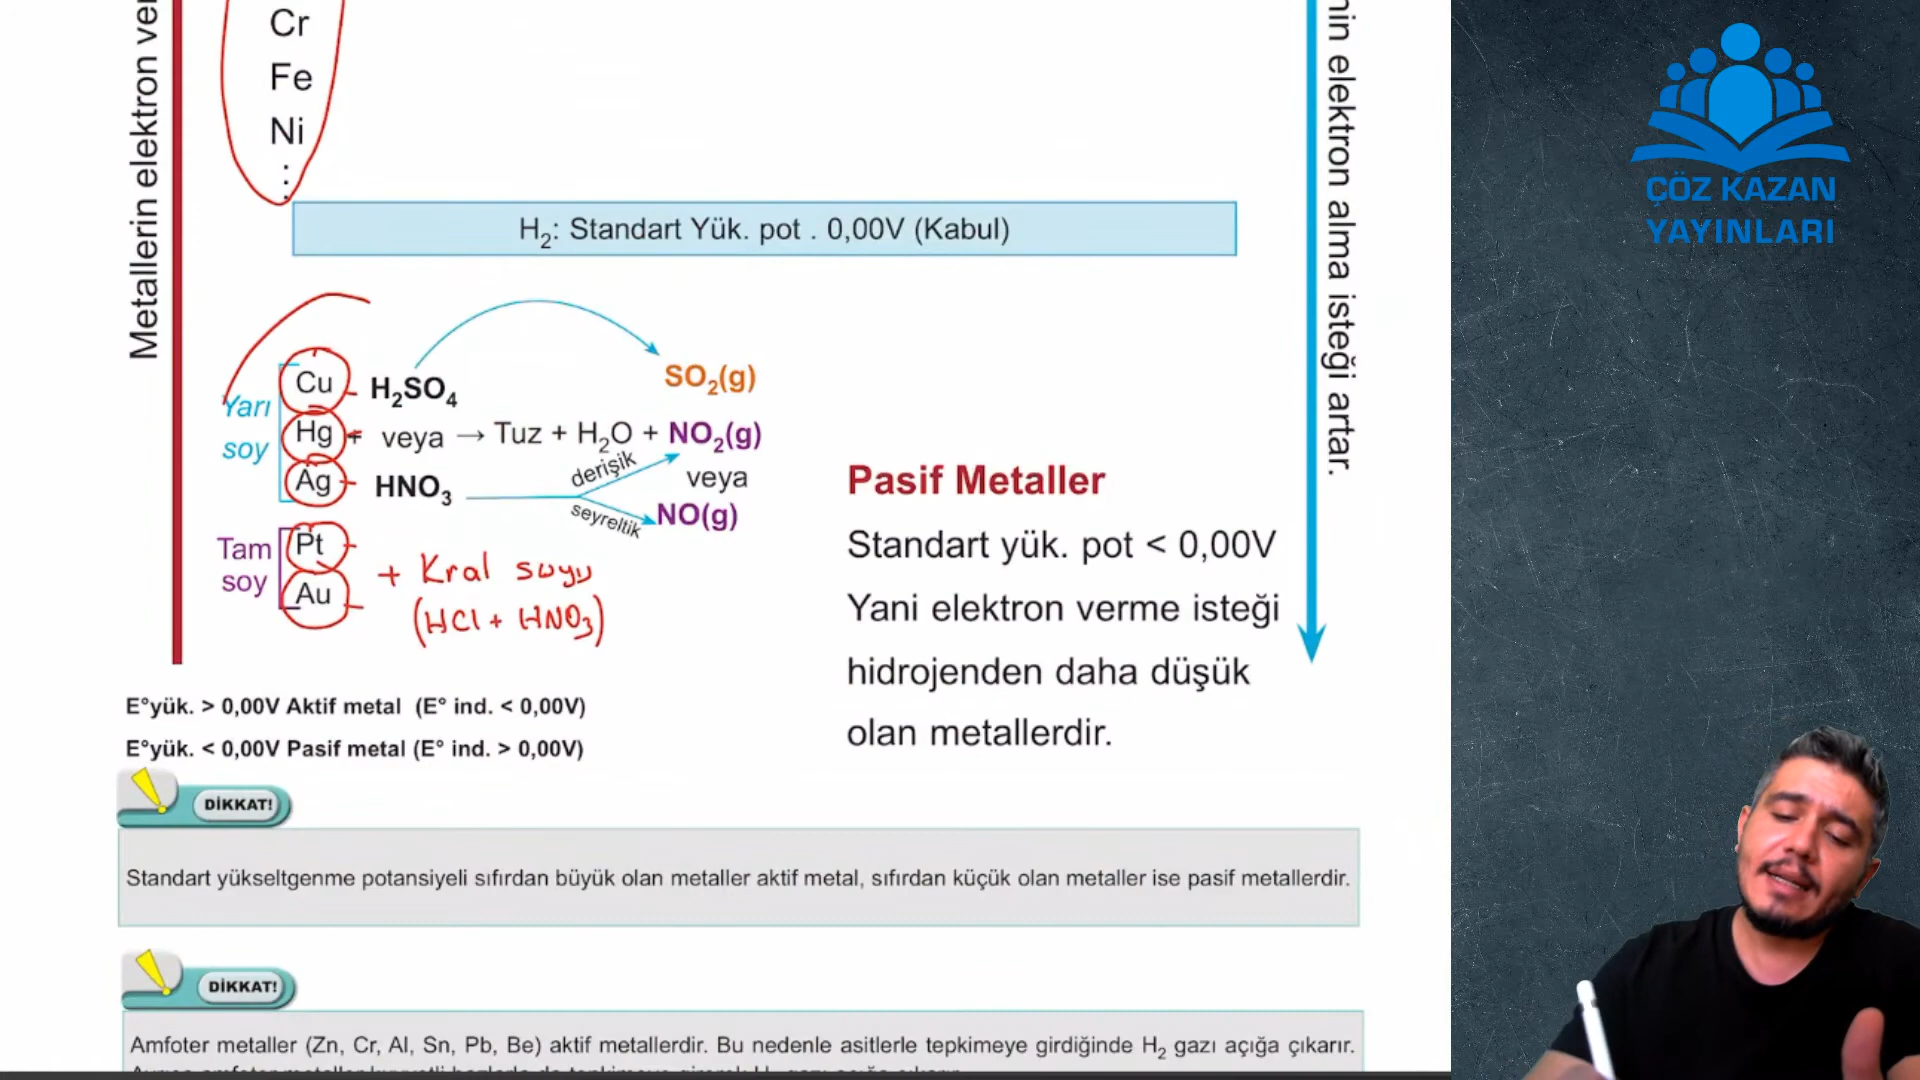 Metallerin elektron ver
Cr
Fe
Ni
:
H₂: Standart Yük. pot . 0,00V (Kabul)
nin elektron alma isteği artar.
Yarı
soy
Cu
Hg
Ag
+
H₂SO₄
veya
HNO₃
→ Tuz + H₂O +
SO₂(g)
NO₂(g)
veya
NO(g)
derişik
seyreltik
Tam
soy
Pt
Au
+ Kral suyu
(HCl + HNO₃)
Pasif Metaller
Standart yük. pot < 0,00V
Yani elektron verme isteği
hidrojenden daha düşük
olan metallerdir.
E°yük. > 0,00V Aktif metal (E° ind. < 0,00V)
E°yük. < 0,00V Pasif metal (E° ind. > 0,00V)
DİKKAT!
Standart yükseltgenme potansiyeli sıfırdan büyük olan metaller aktif metal, sıfırdan küçük olan metaller ise pasif metallerdir.
DİKKAT!
Amfoter metaller (Zn, Cr, Al, Sn, Pb, Be) aktif metallerdir. Bu nedenle asitlerle tepkimeye girdiğinde H₂ gazı açığa çıkarır.
ÇÖZ KAZAN
YAYINLARI